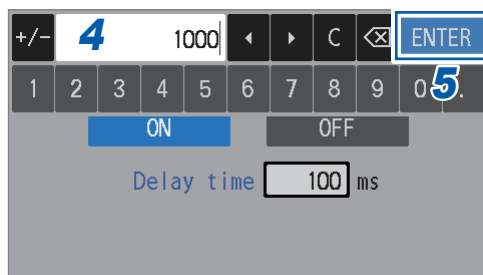 +/- 4 1000 C ENTER
1 2 3 4 5 6 7 8 9 0 5 .
ON OFF
Delay time 100 ms